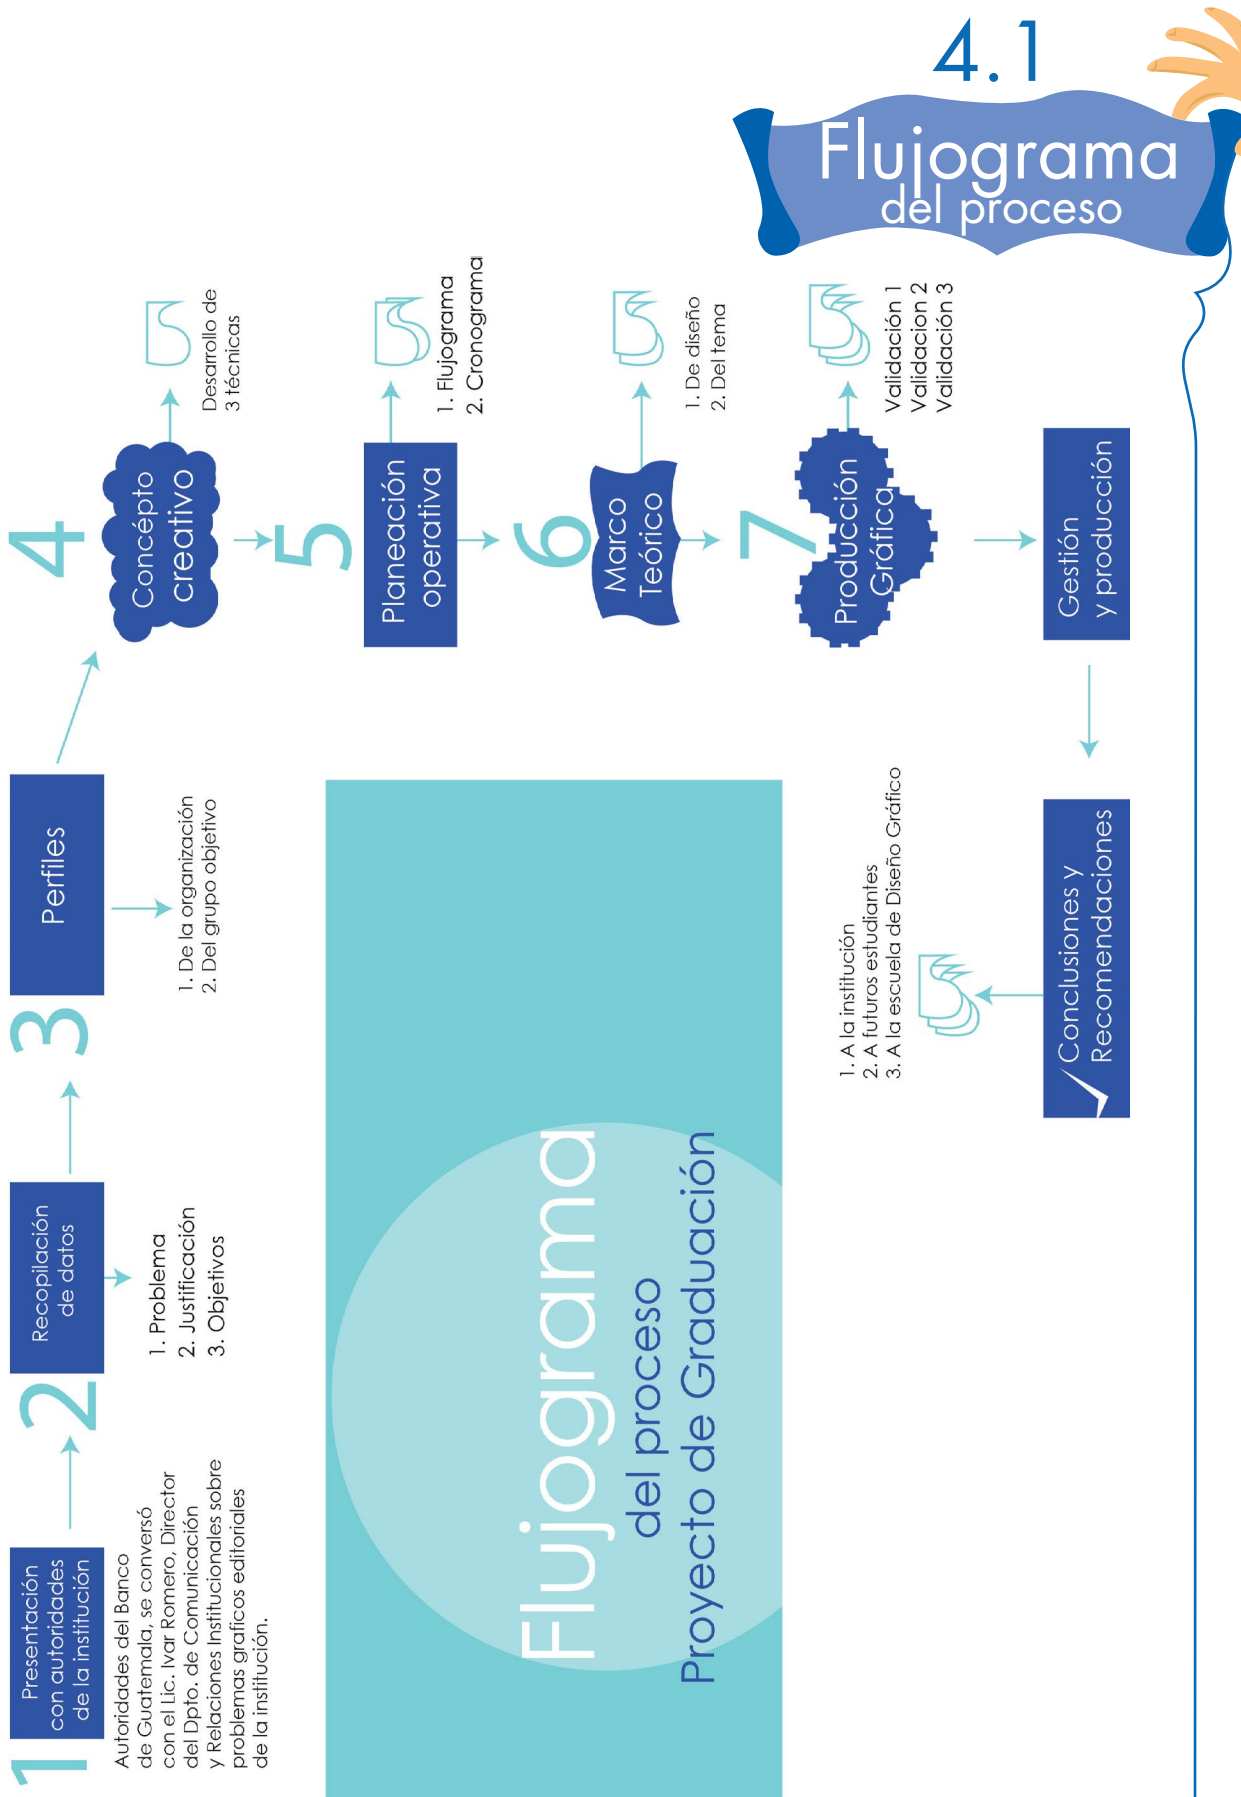 4.1
Flujograma
del proceso
1
Presentación
con autoridades
de la institución
Autoridades del Banco
de Guatemala, se conversó
con el Lic. Ivar Romero, Director
del Dpto. de Comunicación
y Relaciones Institucionales sobre
problemas graficos editoriales
de la institución.
2
Recopilación
de datos
1. Problema
2. Justificación
3. Objetivos
3
Perfiles
1. De la organización
2. Del grupo objetivo
4
Concépto
creativo
Desarrollo de
3 técnicas
5
Planeación
operativa
1. Flujograma
2. Cronograma
6
Marco
Teórico
1. De diseño
2. Del tema
7
Producción
Gráfica
Validación 1
Validacion 2
Validación 3
Gestión
y producción
Conclusiones y
Recomendaciones
1. A la institución
2. A futuros estudiantes
3. A la escuela de Diseño Gráfico
Flujograma
del proceso
Proyecto de Graduación